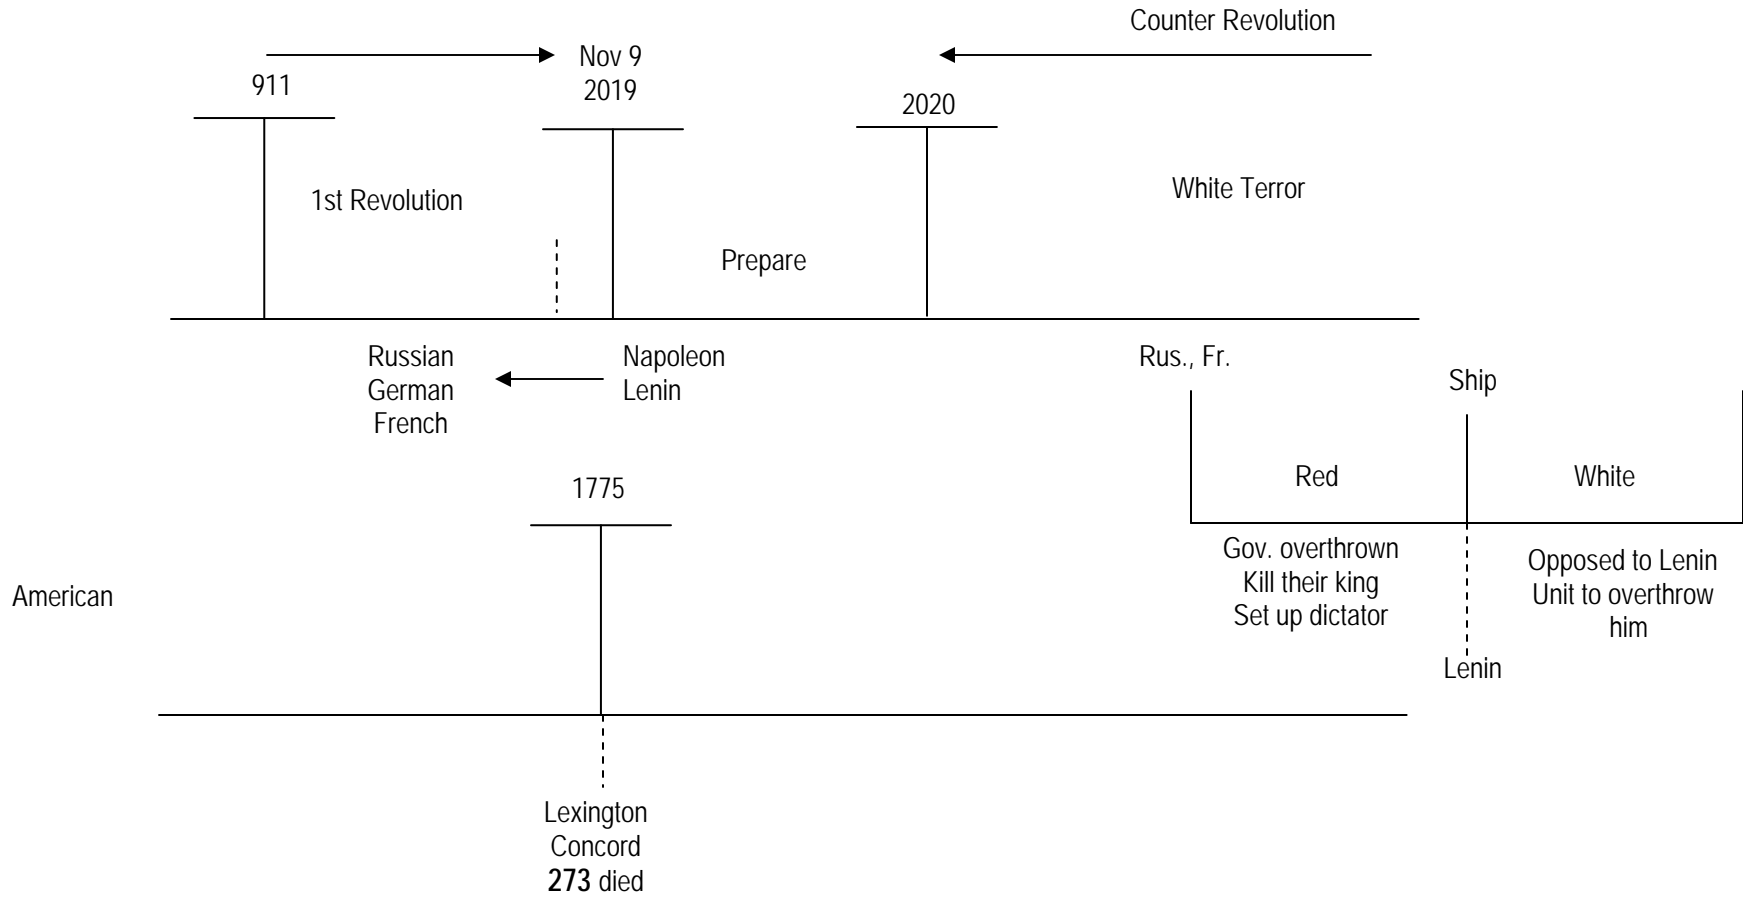 Counter Revolution
Nov 9
2019
911
2020
1st Revolution
White Terror
Prepare
Russian
German
French
Napoleon
Lenin
Rus., Fr.
Ship
Red
White
1775
Gov. overthrown
Kill their king
Set up dictator
Opposed to Lenin
Unit to overthrow
him
American
Lenin
Lexington
Concord
273 died